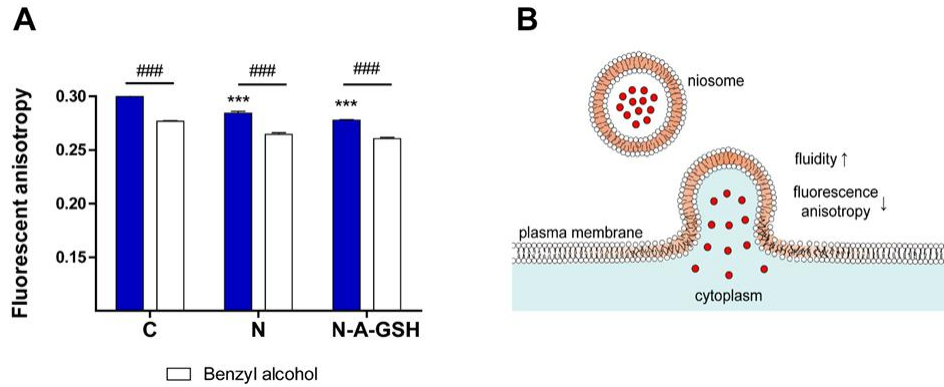 A
Fluorescent anisotropy
0.30
0.25
0.20
0.15
###
###
###
***
***
C
N
N-A-GSH
Benzyl alcohol
B
niosome
fluidity ↑
fluorescence
anisotropy ↓
plasma membrane
cytoplasm